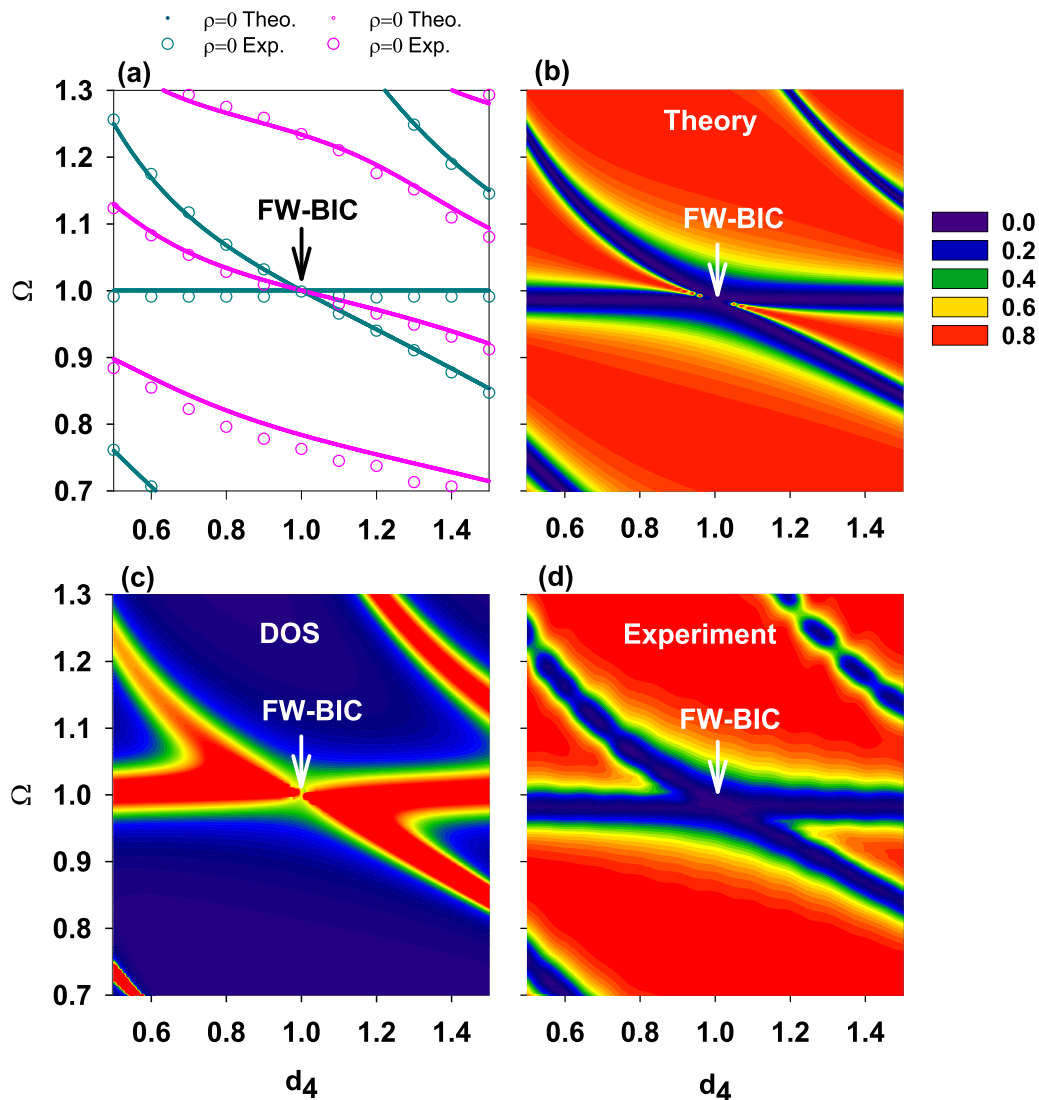 ρ=0 Theo. ρ=0 Theo.
ρ=0 Exp. ρ=0 Exp.
(a) (b)
1.3
1.2
1.1
1.0
0.9
0.8
0.7
Ω
FW-BIC
0.6 0.8 1.0 1.2 1.4
Theory
FW-BIC
0.6 0.8 1.0 1.2 1.4
0.0
0.2
0.4
0.6
0.8
(c) (d)
1.3
1.2
1.1
1.0
0.9
0.8
0.7
Ω
DOS
FW-BIC
0.6 0.8 1.0 1.2 1.4
d4
Experiment
FW-BIC
0.6 0.8 1.0 1.2 1.4
d4